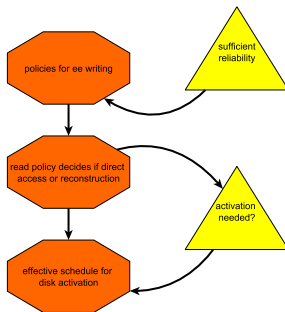 sufficient
reliability
policies for ee writing
read policy decides if direct
access or reconstruction
activation
needed?
effective schedule for
disk activation